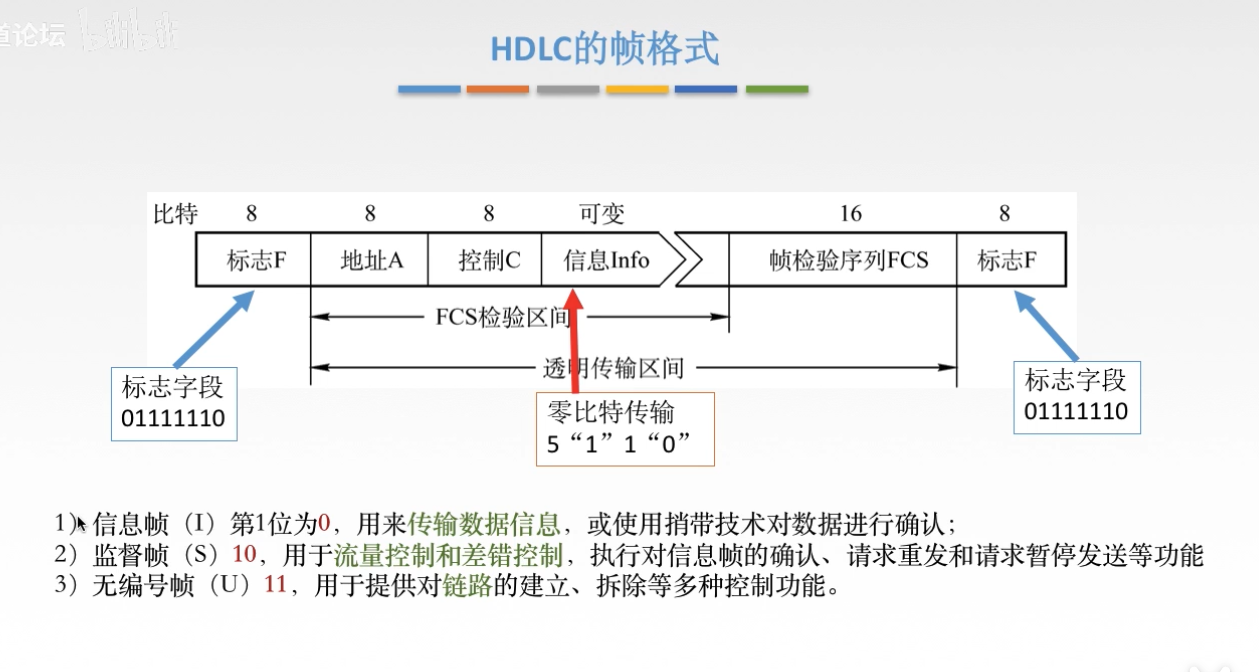 道论坛 bilibili
HDLC的帧格式
比特 8 8 8 可变 16 8
标志F 地址A 控制C 信息Info 帧检验序列FCS 标志F
FCS检验区间
透明传输区间
标志字段
01111110
零比特传输
5“1”1“0”
标志字段
01111110
1）信息帧（I）第1位为0，用来传输数据信息，或使用捎带技术对数据进行确认；
2）监督帧（S）10，用于流量控制和差错控制，执行对信息帧的确认、请求重发和请求暂停发送等功能
3）无编号帧（U）11，用于提供对链路的建立、拆除等多种控制功能。